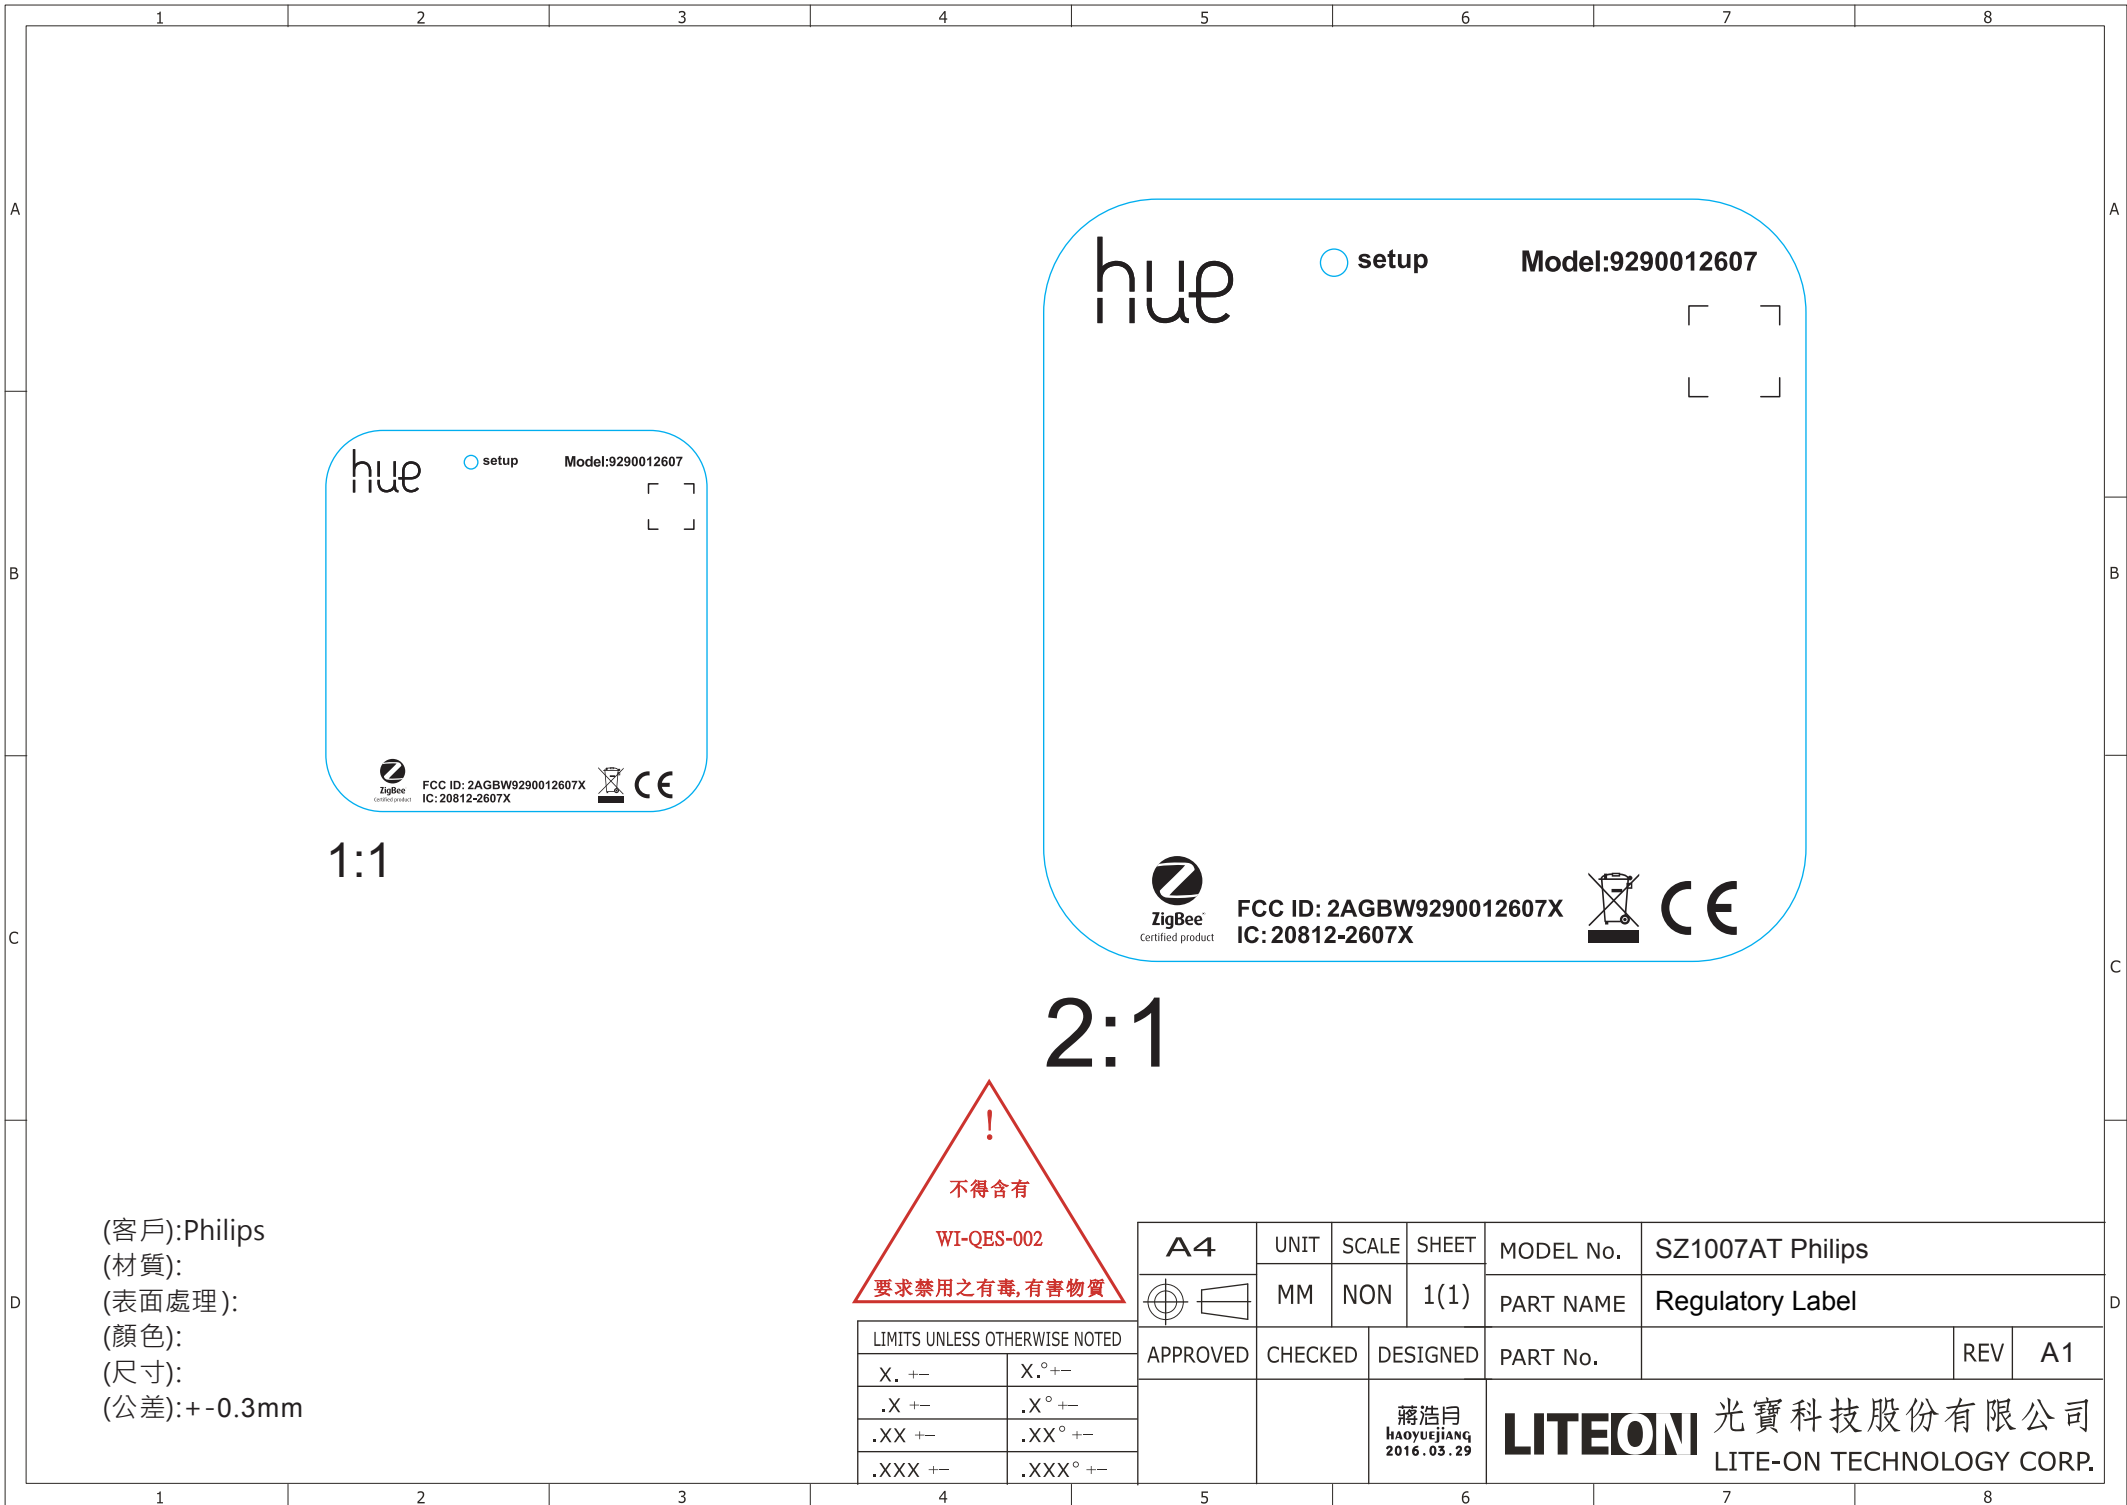 1 2 3 4 5 6 7 8
A A
hue setup Model:9290012607
hue setup Model:9290012607
B B
ZigBee
Certified product
FCC ID: 2AGBW9290012607X
IC: 20812-2607X
CE
1:1
ZigBee
Certified product
FCC ID: 2AGBW9290012607X
IC: 20812-2607X
CE
C C
2:1
!
不得含有
WI-QES-002
要求禁用之有毒,有害物質
(客戶):Philips
(材質):
(表面處理):
(顏色):
(尺寸):
(公差):+-0.3mm
D D
LIMITS UNLESS OTHERWISE NOTED
X. +- X.°+-
.X +- .X° +-
.XX +- .XX° +-
.XXX +- .XXX° +-
A4 UNIT SCALE SHEET MODEL No. SZ1007AT Philips
MM NON 1(1) PART NAME Regulatory Label
APPROVED CHECKED DESIGNED PART No. REV A1
蔣浩月
haoyuejiang
2016.03.29
LITEON 光寶科技股份有限公司
LITE-ON TECHNOLOGY CORP.
1 2 3 4 5 6 7 8